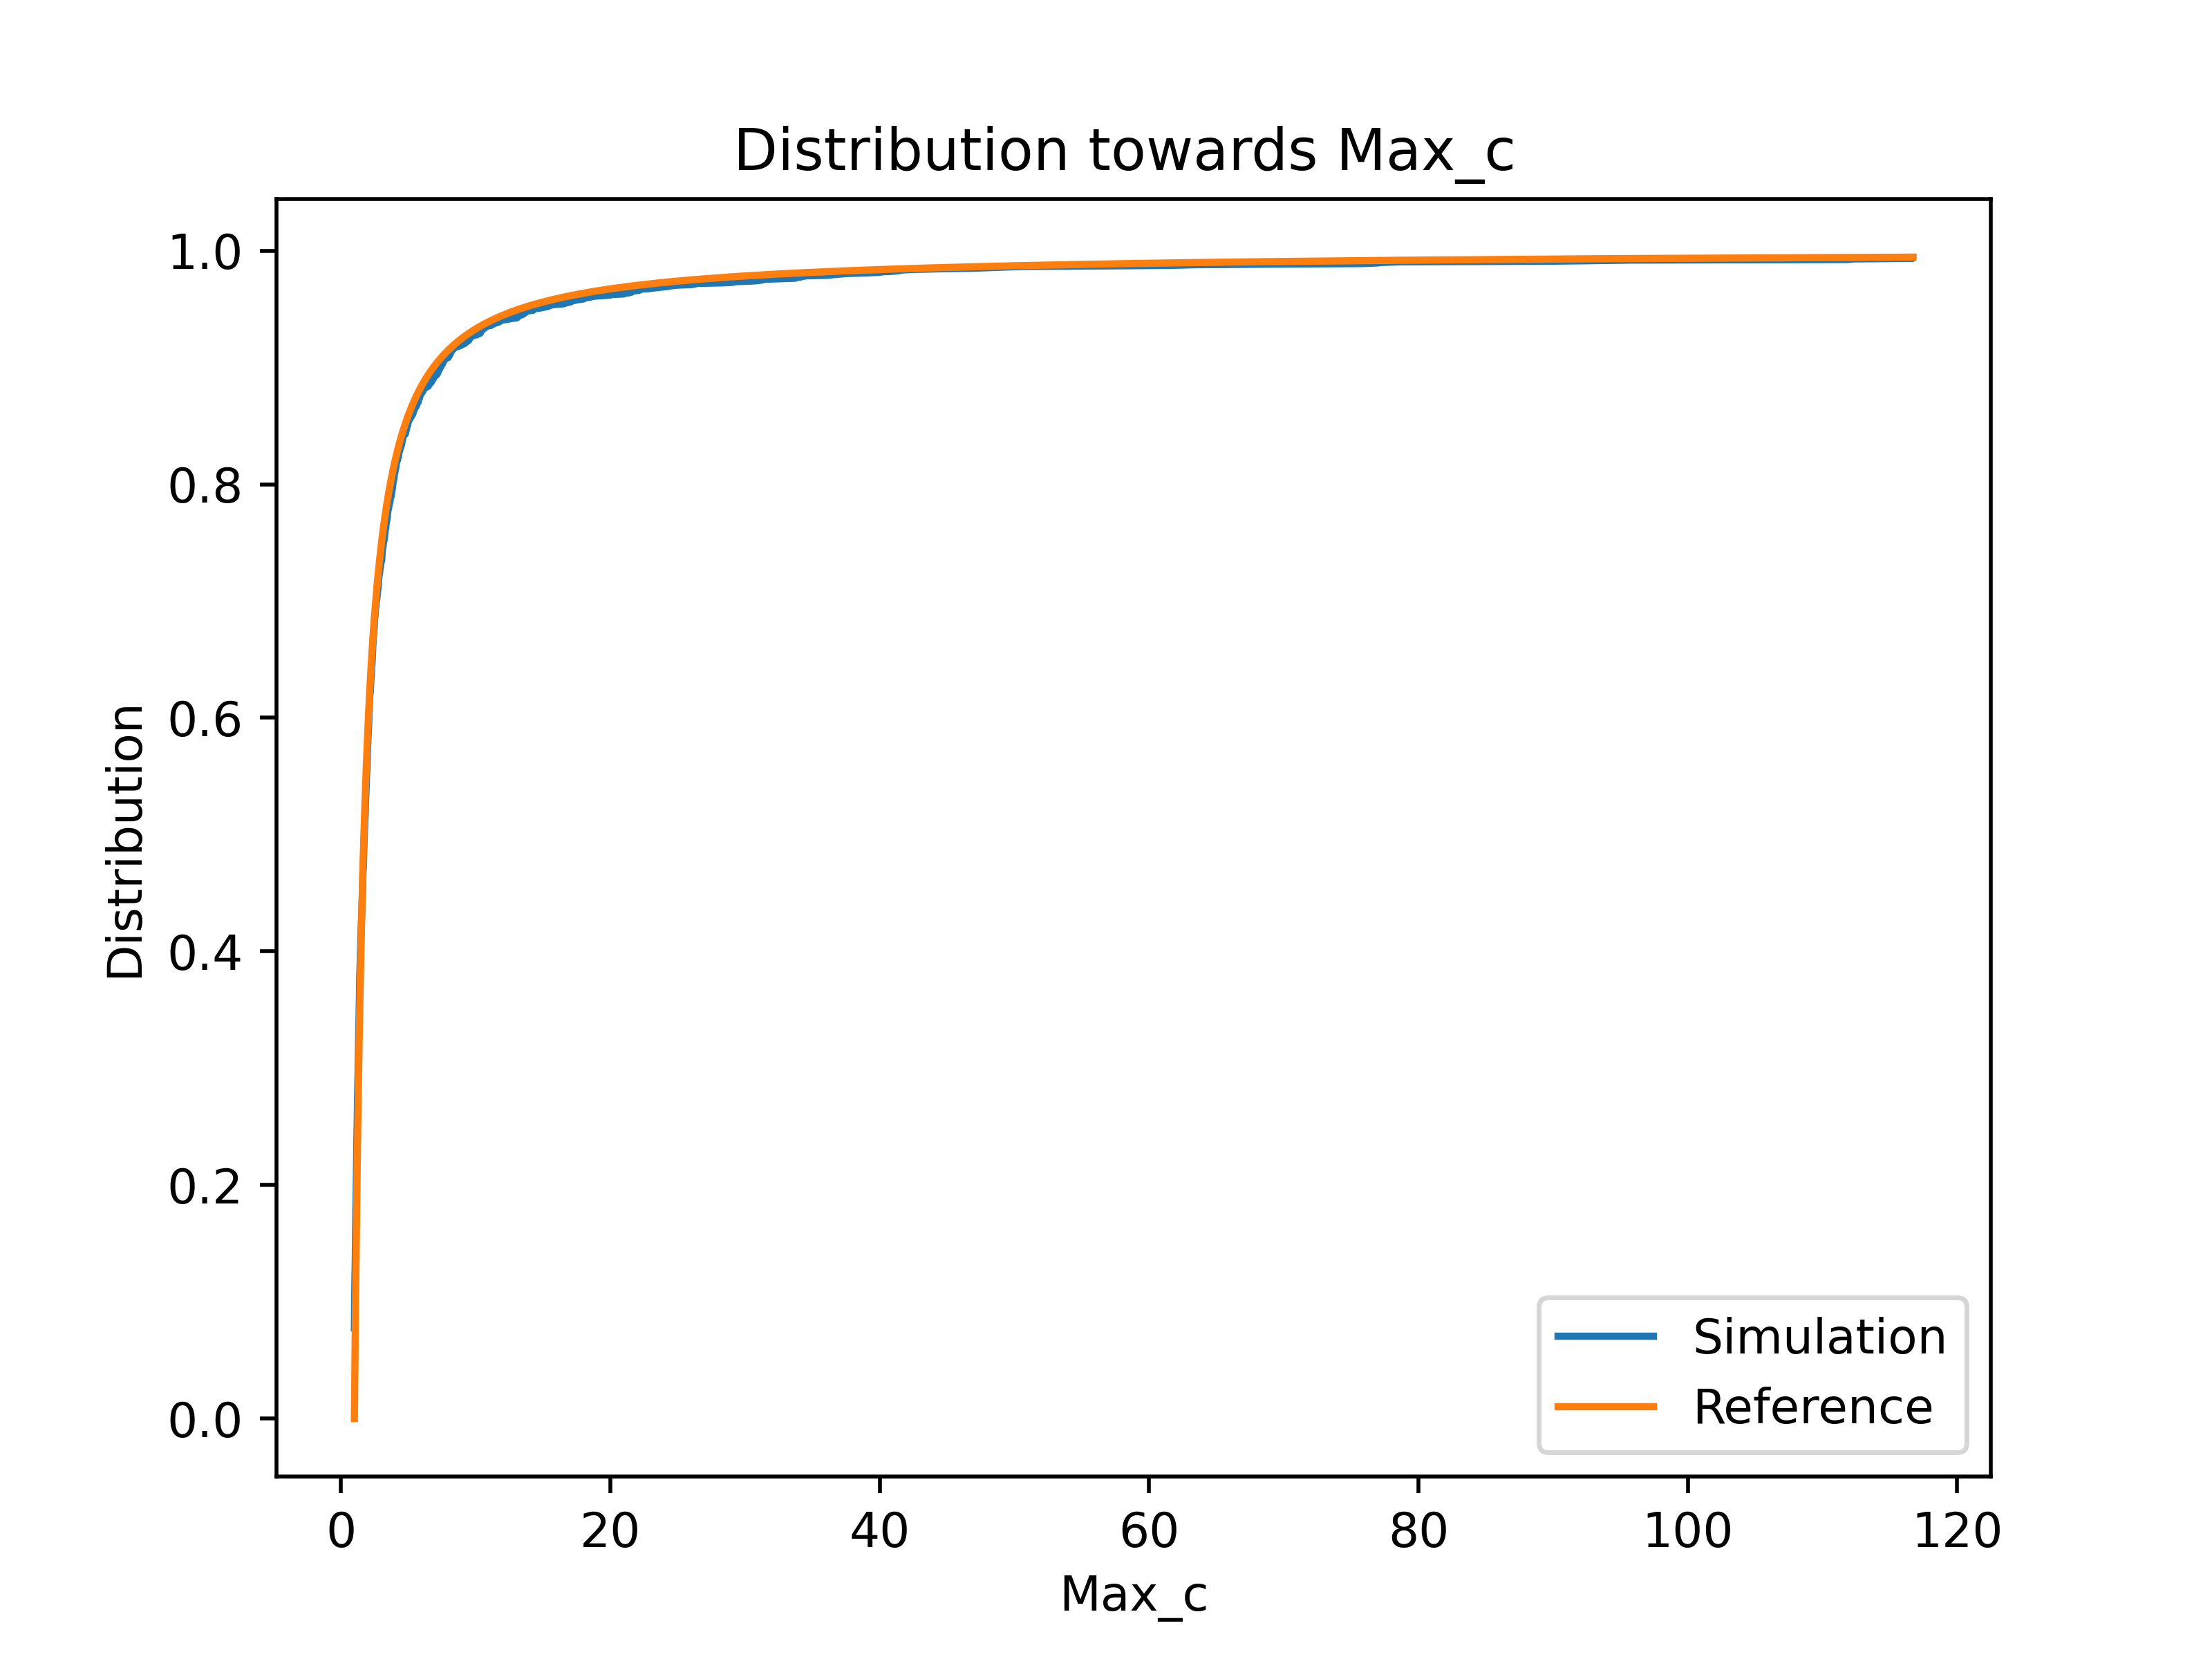 Distribution towards Max_c
1.0
0.8
0.6
0.4
0.2
0.0
Distribution
0 20 40 60 80 100 120
Max_c
Simulation
Reference